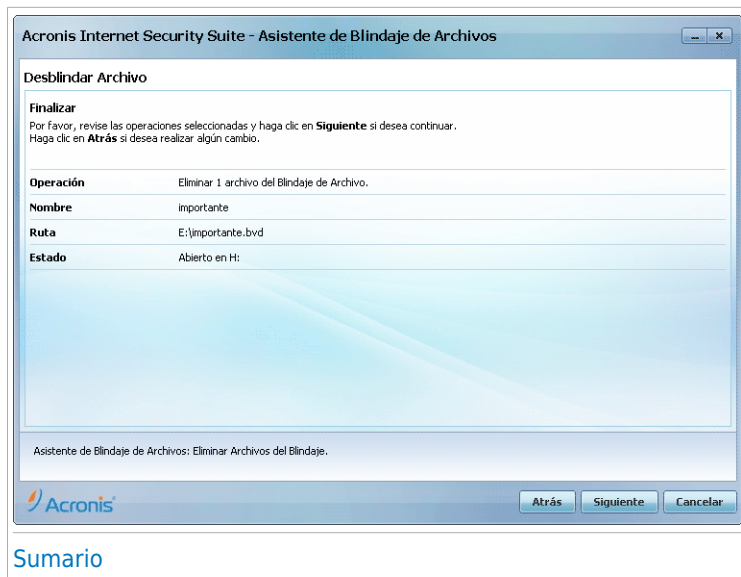 Acronis Internet Security Suite - Asistente de Blindaje de Archivos
Desblindar Archivo
Finalizar
Por favor, revise las operaciones seleccionadas y haga clic en Siguiente si desea continuar.
Haga clic en Atrás si desea realizar algún cambio.
Operación Eliminar 1 archivo del Blindaje de Archivo.
Nombre importante
Ruta E:\importante.bvd
Estado Abierto en H:
Asistente de Blindaje de Archivos: Eliminar Archivos del Blindaje.
Acronis Atrás Siguiente Cancelar
Sumario